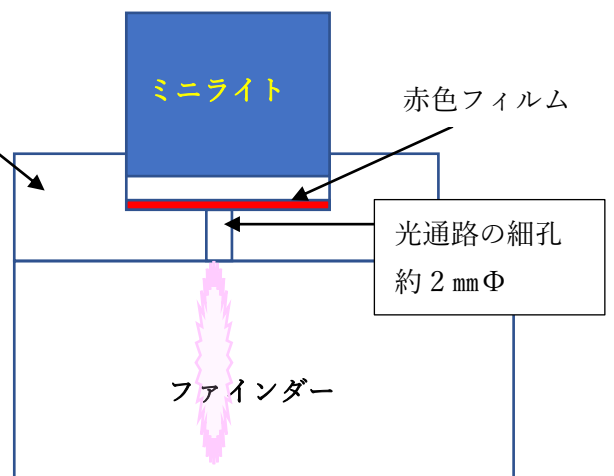 ミニライト
赤色フィルム
光通路の細孔
約２㎜Φ
ファインダー